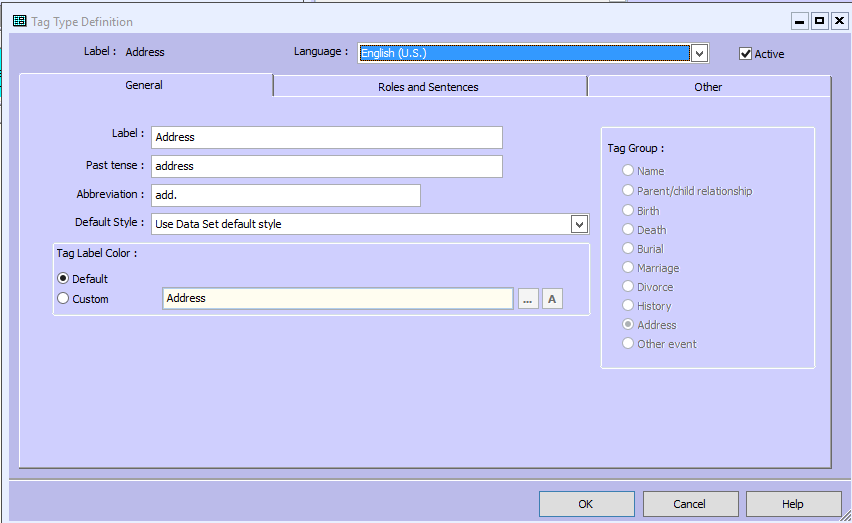 Tag Type Definition
Label : Address Language : English (U.S.) Active
General Roles and Sentences Other
Label : Address
Past tense : address
Abbreviation : add.
Default Style : Use Data Set default style
Tag Label Color :
Default
Custom Address ... A
Tag Group :
Name
Parent/child relationship
Birth
Death
Burial
Marriage
Divorce
History
Address
Other event
OK Cancel Help